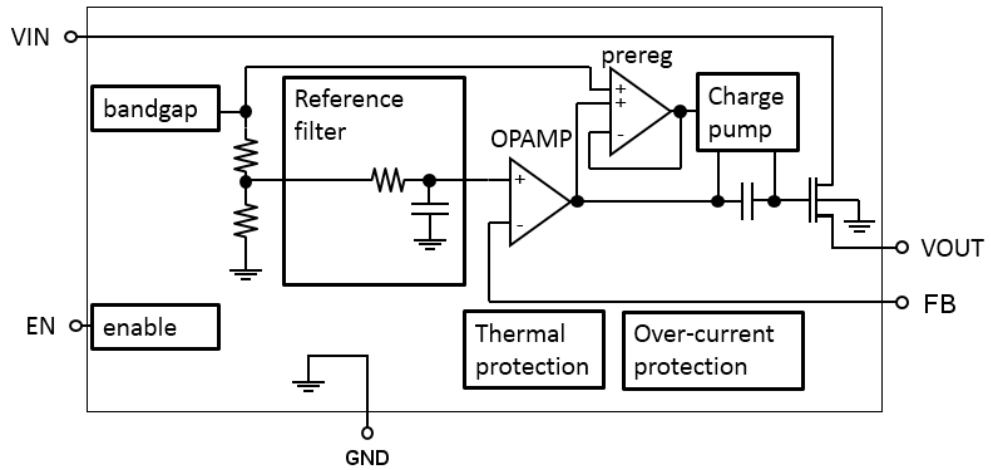 VIN
prereg
bandgap
Reference
filter
+
+
-
Charge
pump
OPAMP
+
-
VOUT
FB
EN
enable
Thermal
protection
Over-current
protection
GND